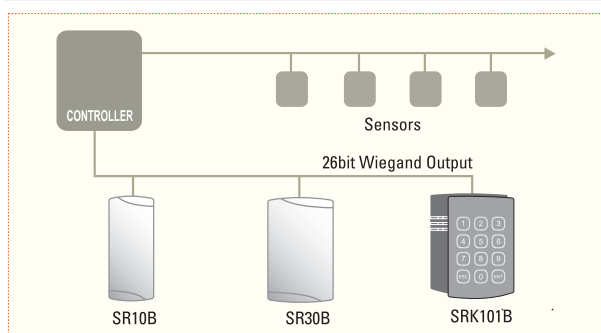 CONTROLLER
Sensors
26bit Wiegand Output
1 2 3
4 5 6
7 8 9
ESC 0 ENT
SR10B
SR30B
SRK101B